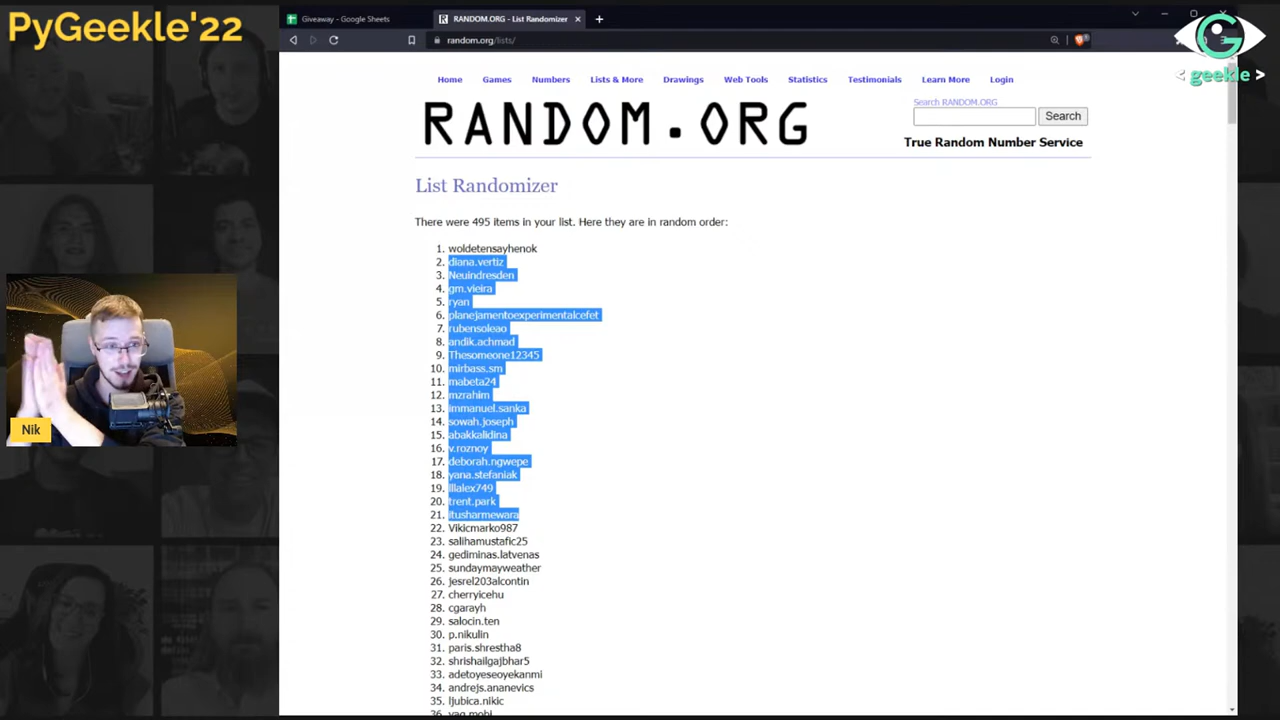 PyGeekle'22
Giveaway - Google Sheets
RANDOM.ORG - List Randomizer
random.org/lists/
< geekle >
Home Games Numbers Lists & More Drawings Web Tools Statistics Testimonials Learn More Login
RANDOM.ORG
Search RANDOM.ORG
Search
True Random Number Service
List Randomizer
There were 495 items in your list. Here they are in random order:
1. woldetensayhenok
2. diana.vertiz
3. Neuindresden
4. gm.vieira
5. ryan
6. planejamentoexperimentalcefet
7. rubensoleao
8. andik.achmad
9. Thesomeone12345
10. mirbass.sm
11. mabeta24
12. mzrahim
13. immanuel.sanka
14. sowah.joseph
15. abakkalidina
16. v.roznoy
17. deborah.ngwepe
18. yana.stefaniak
19. illalex749
20. trent.park
21. itusharmewara
22. Vikicmarko987
23. salihamustafic25
24. gediminas.latvenas
25. sundaymayweather
26. jesrel203alcontin
27. cherryicehu
28. cgarayh
29. salocin.ten
30. p.nikulin
31. paris.shrestha8
32. shrishailgajbhar5
33. adetoyeseoyekanmi
34. andrejs.ananevics
35. ljubica.nikic
Nik